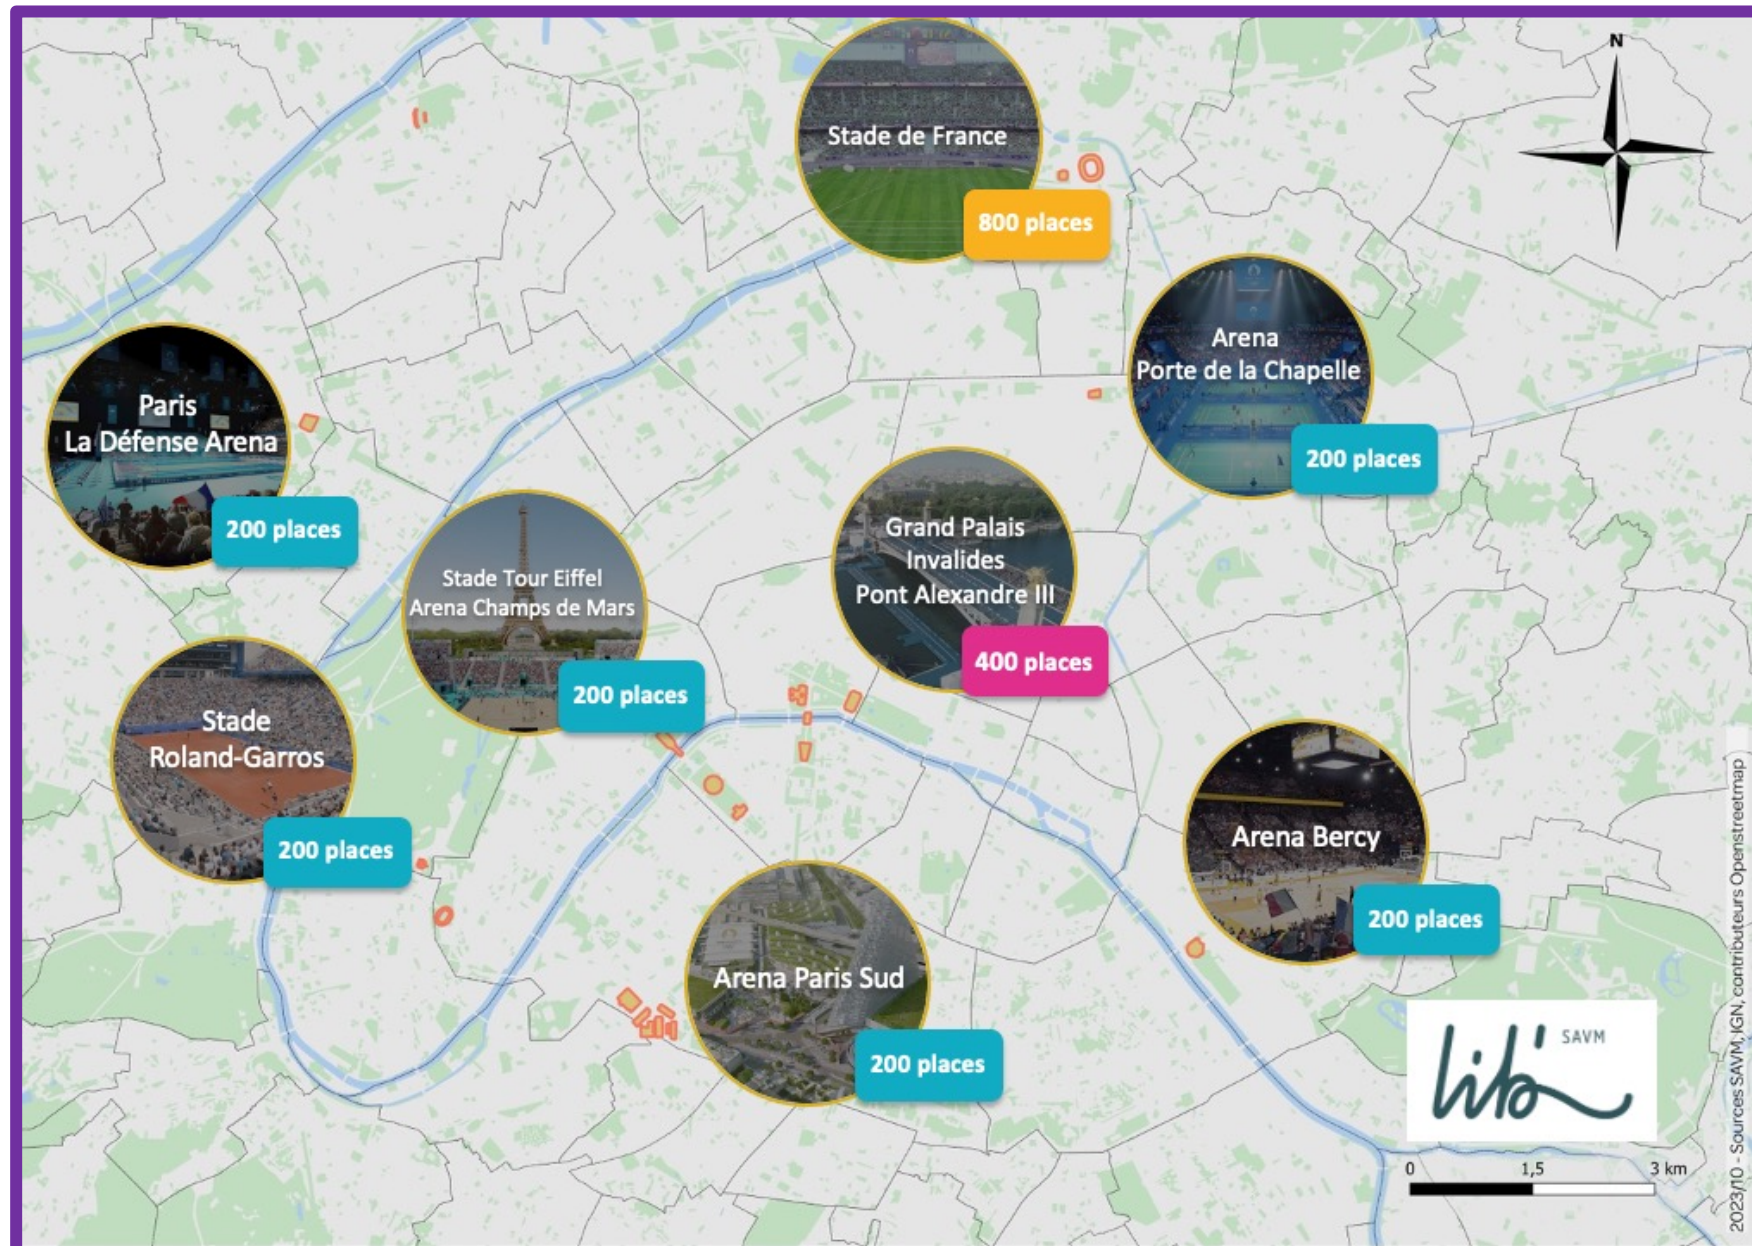 N
Stade de France
800 places
Arena
Porte de la Chapelle
200 places
Paris
La Défense Arena
200 places
Grand Palais
Invalides
Pont Alexandre III
400 places
Stade Tour Eiffel
Arena Champs de Mars
200 places
Stade
Roland-Garros
200 places
Arena Bercy
200 places
Arena Paris Sud
200 places
lib'
SAVM
0 1,5 3 km
2023/10 - Sources SAVM, IGN, contributeurs Openstreetmap